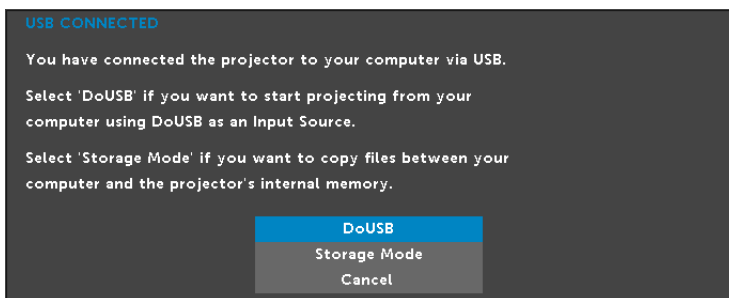 USB CONNECTED
You have connected the projector to your computer via USB.
Select 'DoUSB' if you want to start projecting from your
computer using DoUSB as an Input Source.
Select 'Storage Mode' if you want to copy files between your
computer and the projector's internal memory.
DoUSB
Storage Mode
Cancel